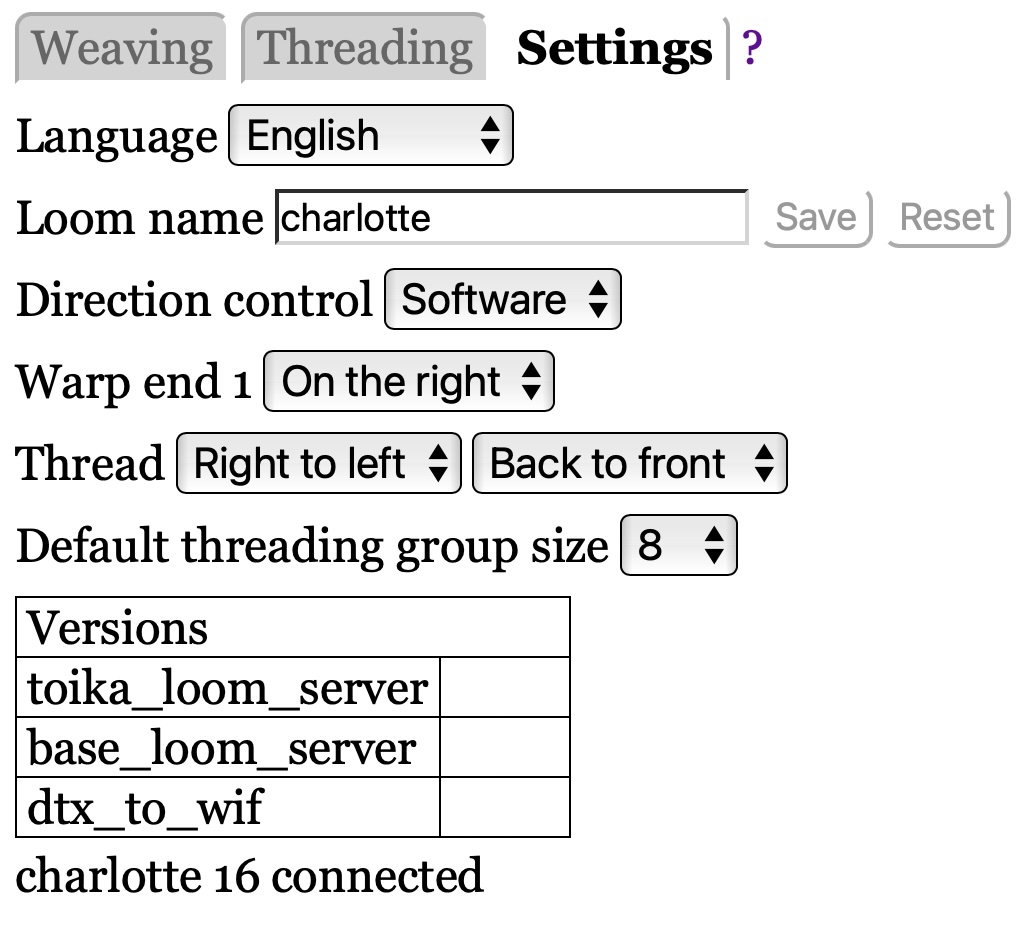 Weaving Threading Settings ?
Language English
Loom name charlotte Save Reset
Direction control Software
Warp end 1 On the right
Thread Right to left Back to front
Default threading group size 8
Versions
toika_loom_server
base_loom_server
dtx_to_wif
charlotte 16 connected